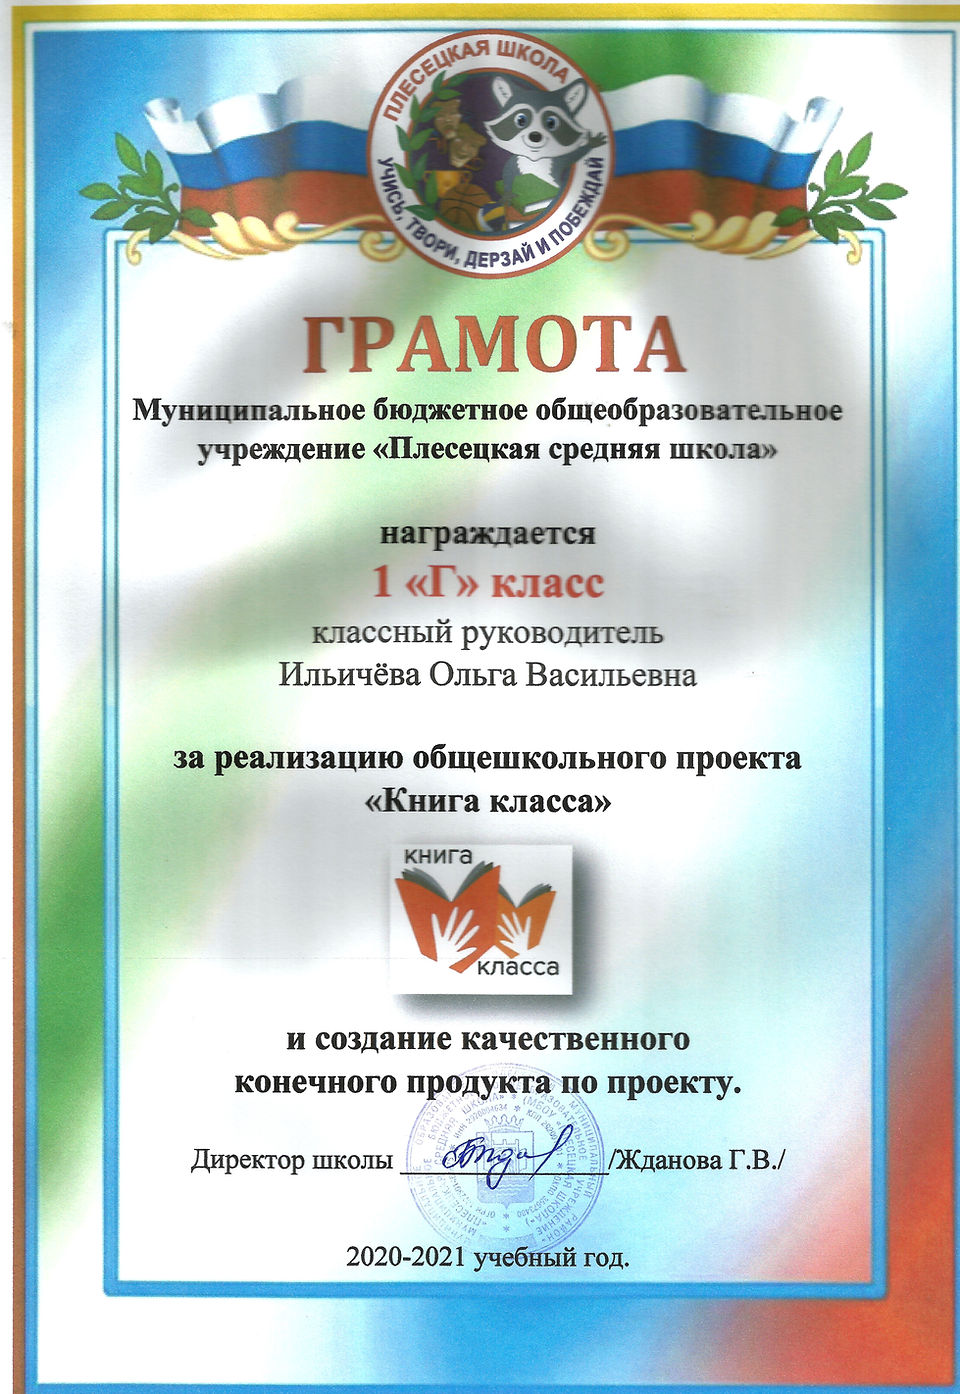 ПЛЕСЕЦКАЯ ШКОЛА
УЧИСЬ, ТВОРИ, ДЕРЗАЙ И ПОБЕЖДАЙ
ГРАМОТА
Муниципальное бюджетное общеобразовательное
учреждение «Плесецкая средняя школа»
награждается
1 «Г» класс
классный руководитель
Ильичёва Ольга Васильевна
за реализацию общешкольного проекта
«Книга класса»
книга
класса
и создание качественного
конечного продукта по проекту.
Директор школы /Жданова Г.В./
2020-2021 учебный год.